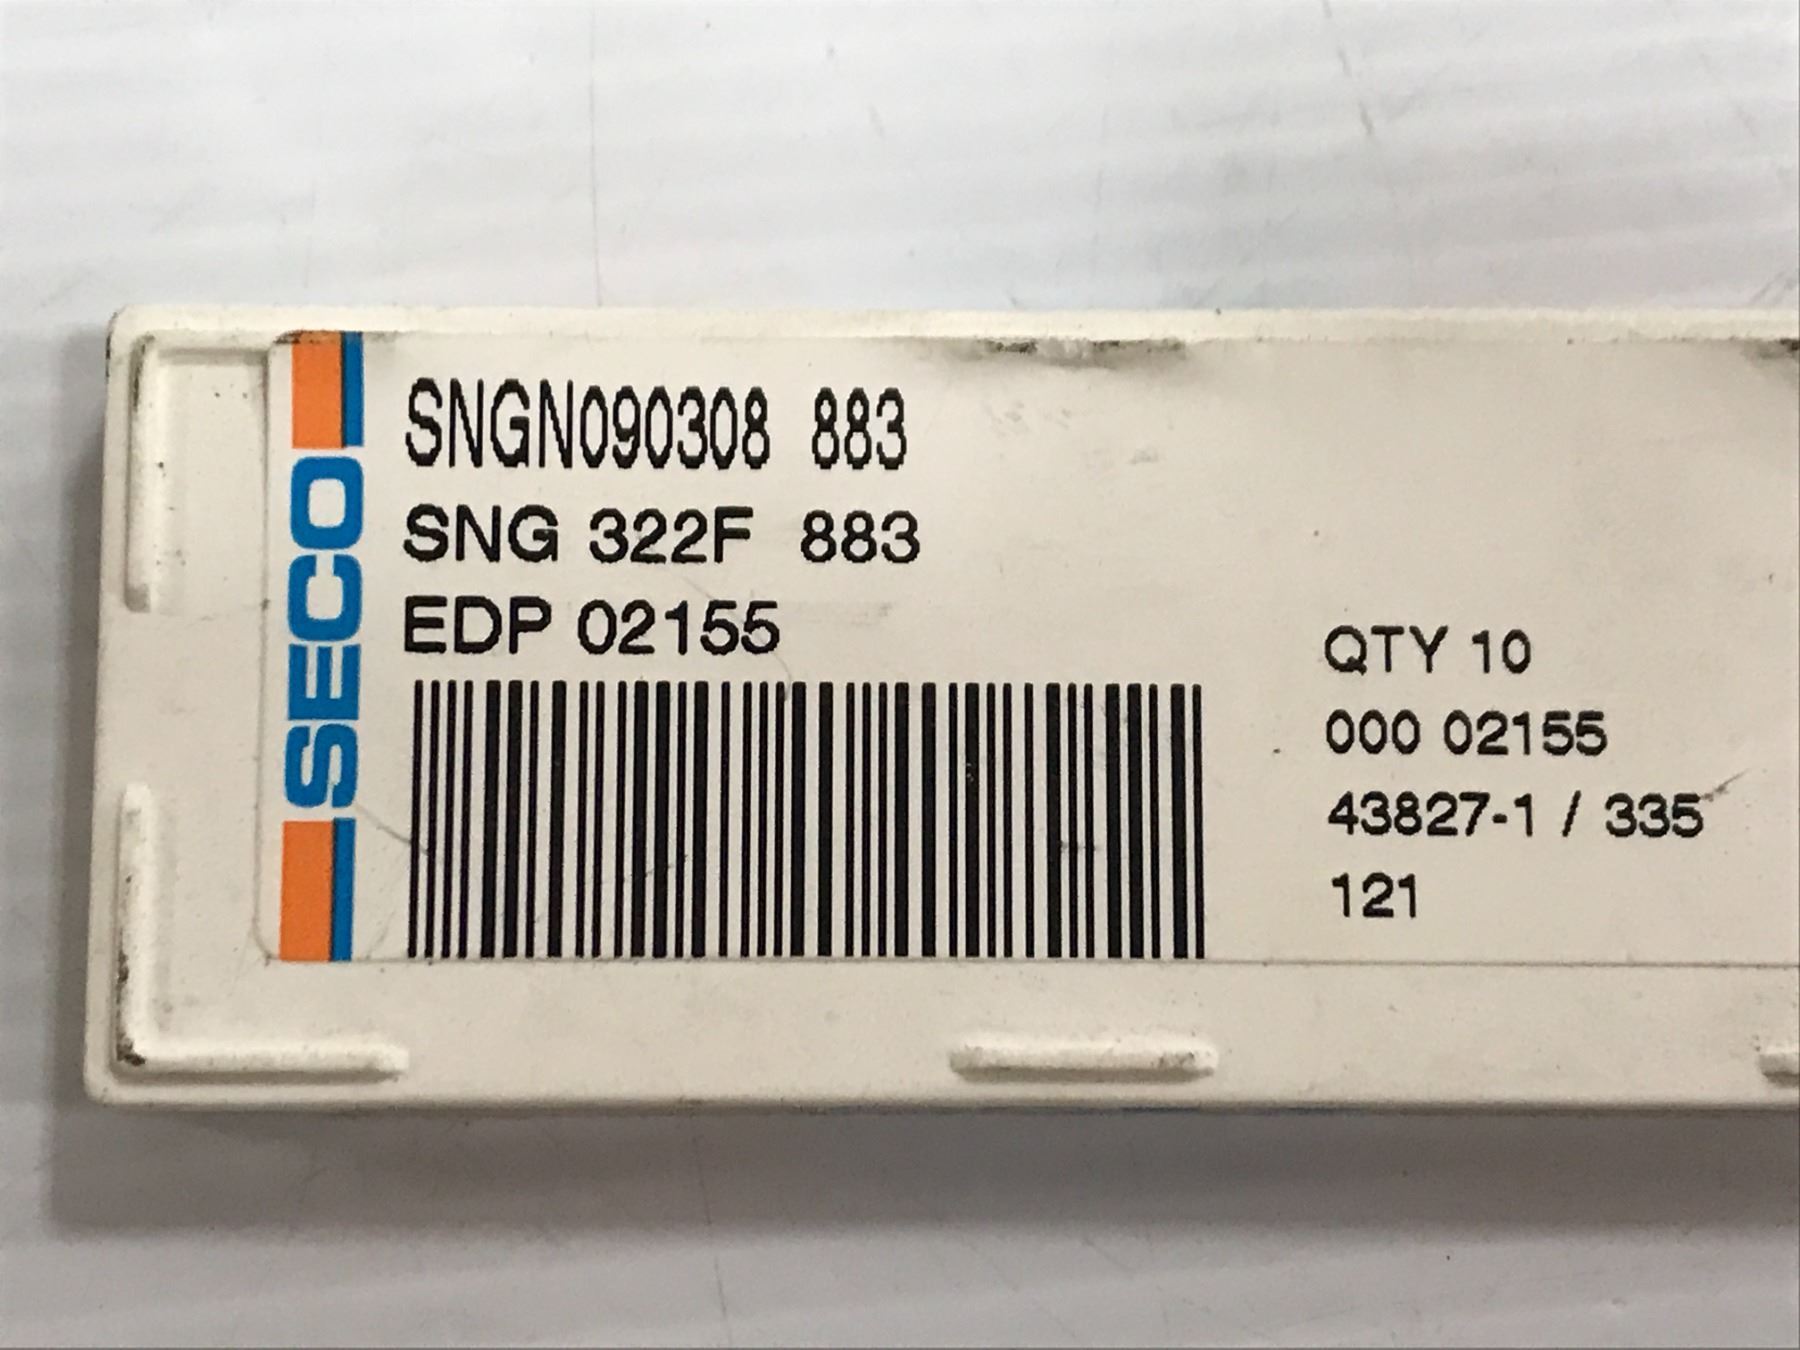 SECO
SNGN090308 883
SNG 322F 883
EDP 02155
QTY 10
000 02155
43827-1 / 335
121